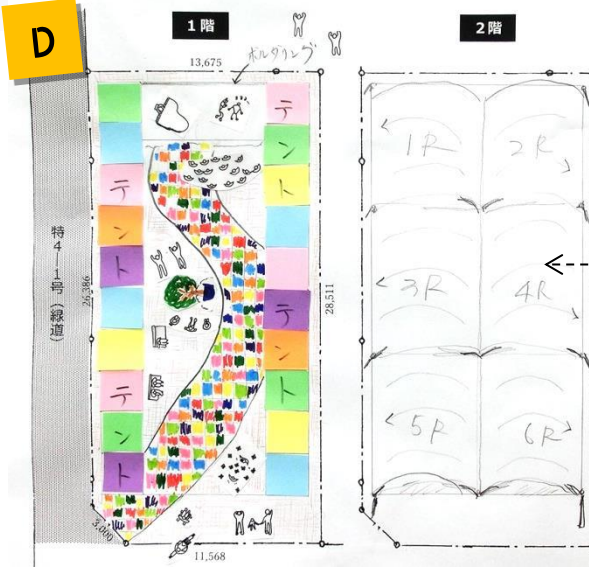 D
1階
2階
ボルダリング
13,675
テ
ン
ト
テ
ン
ト
テ
ン
ト
テ
ン
ト
特4-1号(緑道)
26,386
28,511
3,000
11,568
1R
2R
3R
4R
5R
6R